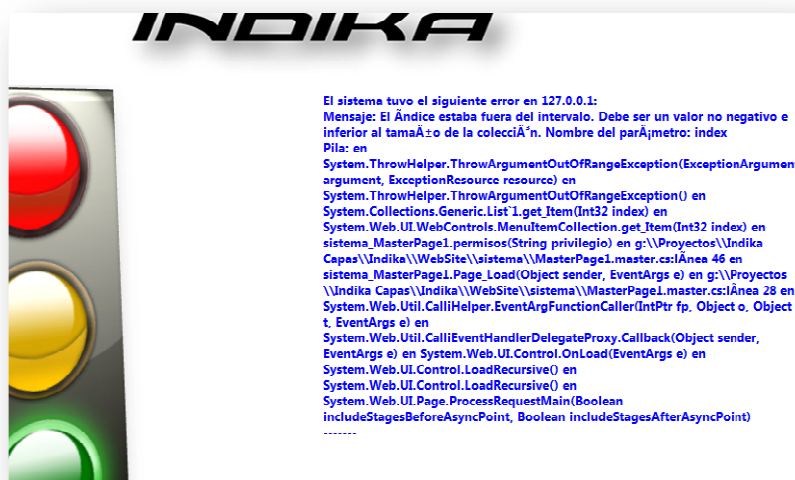 INDIKA
El sistema tuvo el siguiente error en 127.0.0.1:
Mensaje: El Ãndice estaba fuera del intervalo. Debe ser un valor no negativo e
inferior al tamaÄ±o de la colecciÄ³n. Nombre del parÄ¡metro: index
Pila: en
System.ThrowHelper.ThrowArgumentOutOfRangeException(ExceptionArgument
argument, ExceptionResource resource) en
System.ThrowHelper.ThrowArgumentOutOfRangeException() en
System.Collections.Generic.List`1.get_Item(Int32 index) en
System.Web.UI.WebControls.MenuItemCollection.get_Item(Int32 index) en
sistema_MasterPage1.permisos(String privilegio) en g:\\Proyectos\\Indika
Capas\\Indika\\WebSite\\sistema\\MasterPage1.master.cs:lÃnea 46 en
sistema_MasterPage1.Page_Load(Object sender, EventArgs e) en g:\\Proyectos
\\Indika Capas\\Indika\\WebSite\\sistema\\MasterPage1.master.cs:lÃnea 28 en
System.Web.Util.CalliHelper.EventArgFunctionCaller(IntPtr fp, Object o, Object
t, EventArgs e) en
System.Web.Util.CalliEventHandlerDelegateProxy.Callback(Object sender,
EventArgs e) en System.Web.UI.Control.OnLoad(EventArgs e) en
System.Web.UI.Control.LoadRecursive() en
System.Web.UI.Control.LoadRecursive() en
System.Web.UI.Page.ProcessRequestMain(Boolean
includeStagesBeforeAsyncPoint, Boolean includeStagesAfterAsyncPoint)
-------